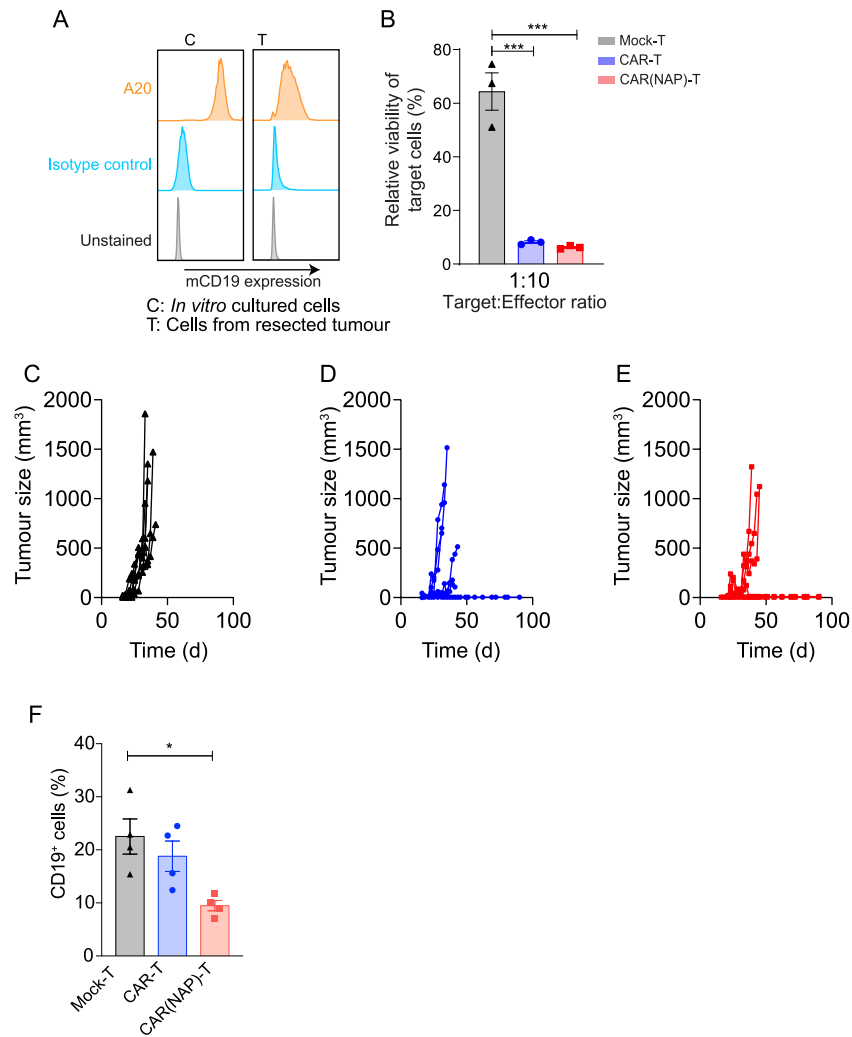 A
C
T
A20
Isotype control
Unstained
mCD19 expression
C: In vitro cultured cells
T: Cells from resected tumour
B
***
***
Mock-T
CAR-T
CAR(NAP)-T
Relative viability of
target cells (%)
80
60
40
20
0
1:10
Target:Effector ratio
C
Tumour size (mm³)
2000
1500
1000
500
0
0
50
100
Time (d)
D
Tumour size (mm³)
2000
1500
1000
500
0
0
50
100
Time (d)
E
Tumour size (mm³)
2000
1500
1000
500
0
0
50
100
Time (d)
F
CD19⁺ cells (%)
40
30
20
10
0
*
Mock-T
CAR-T
CAR(NAP)-T